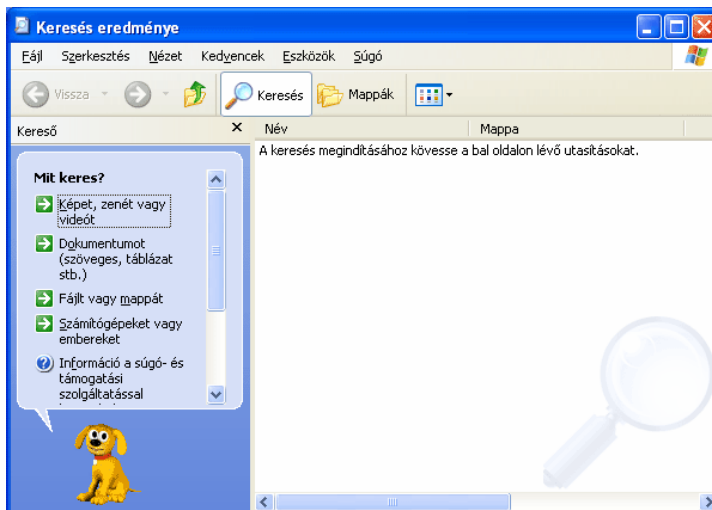 Keresés eredménye
Fájl Szerkesztés Nézet Kedvencek Eszközök Súgó
Vissza Keresés Mappák
Kereső
Név Mappa
A keresés megindításához kövesse a bal oldalon lévő utasításokat.
Mit keres?
Képet, zenét vagy
videót
Dokumentumot
(szöveges, táblázat
stb.)
Fájlt vagy mappát
Számítógépeket vagy
embereket
Információ a súgó- és
támogatási
szolgáltatással